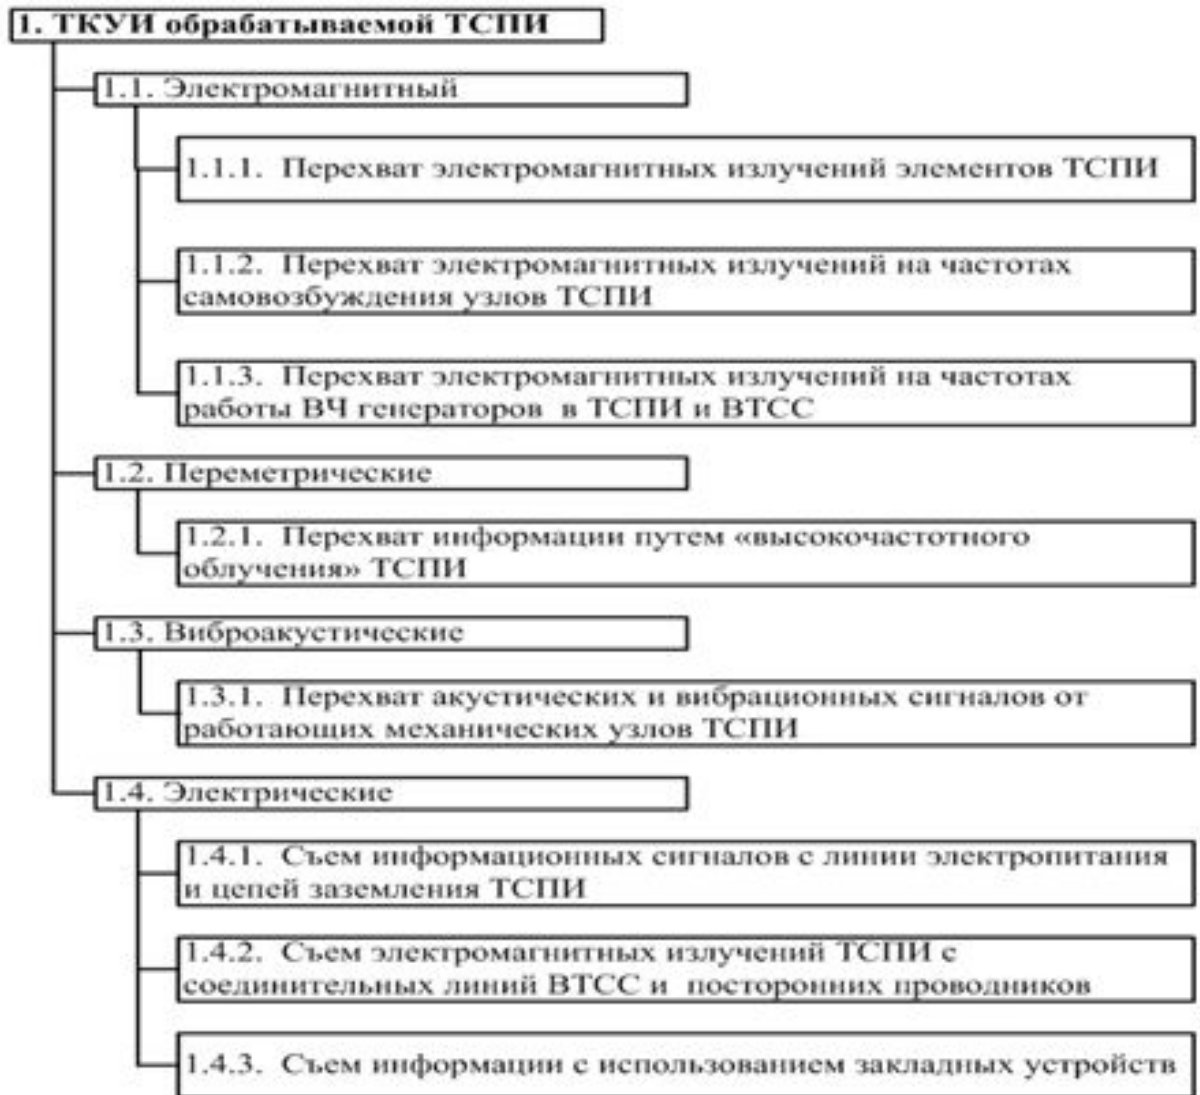 1. ТКУИ обрабатываемой ТСПИ
1.1. Электромагнитный
1.1.1. Перехват электромагнитных излучений элементов ТСПИ
1.1.2. Перехват электромагнитных излучений на частотах
самовозбуждения узлов ТСПИ
1.1.3. Перехват электромагнитных излучений на частотах
работы ВЧ генераторов в ТСПИ и ВТСС
1.2. Переметрические
1.2.1. Перехват информации путем «высокочастотного
облучения» ТСПИ
1.3. Виброакустические
1.3.1. Перехват акустических и вибрационных сигналов от
работающих механических узлов ТСПИ
1.4. Электрические
1.4.1. Съем информационных сигналов с линии электропитания
и цепей заземления ТСПИ
1.4.2. Съем электромагнитных излучений ТСПИ с
соединительных линий ВТСС и посторонних проводников
1.4.3. Съем информации с использованием закладных устройств